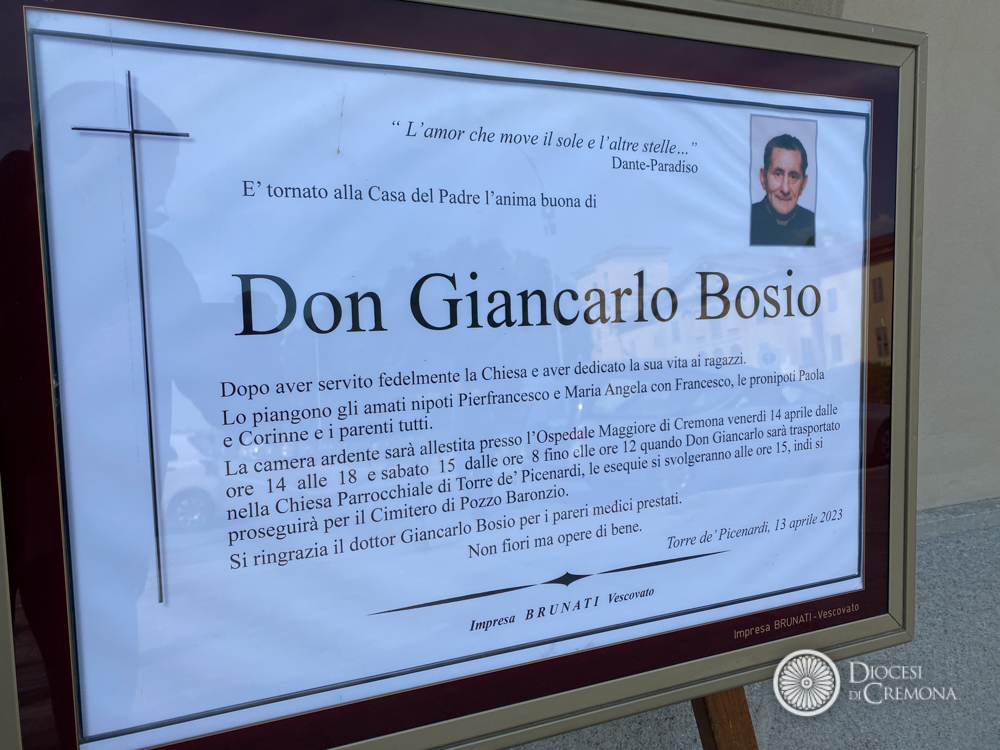 “ L’amor che move il sole e l’altre stelle…”
Dante-Paradiso
E’ tornato alla Casa del Padre l’anima buona di
Don Giancarlo Bosio
Dopo aver servito fedelmente la Chiesa e aver dedicato la sua vita ai ragazzi.
Lo piangono gli amati nipoti Pierfrancesco e Maria Angela con Francesco, le pronipoti Paola
e Corinne e i parenti tutti.
La camera ardente sarà allestita presso l’Ospedale Maggiore di Cremona venerdì 14 aprile dalle
ore 14 alle 18 e sabato 15 dalle ore 8 fino elle ore 12 quando Don Giancarlo sarà trasportato
nella Chiesa Parrocchiale di Torre de’ Picenardi, le esequie si svolgeranno alle ore 15, indi si
proseguirà per il Cimitero di Pozzo Baronzio.
Si ringrazia il dottor Giancarlo Bosio per i pareri medici prestati.
Non fiori ma opere di bene.
Torre de’ Picenardi, 13 aprile 2023
Impresa BRUNATI Vescovato
Impresa BRUNATI - Vescovato
DIOCESI
DI CREMONA